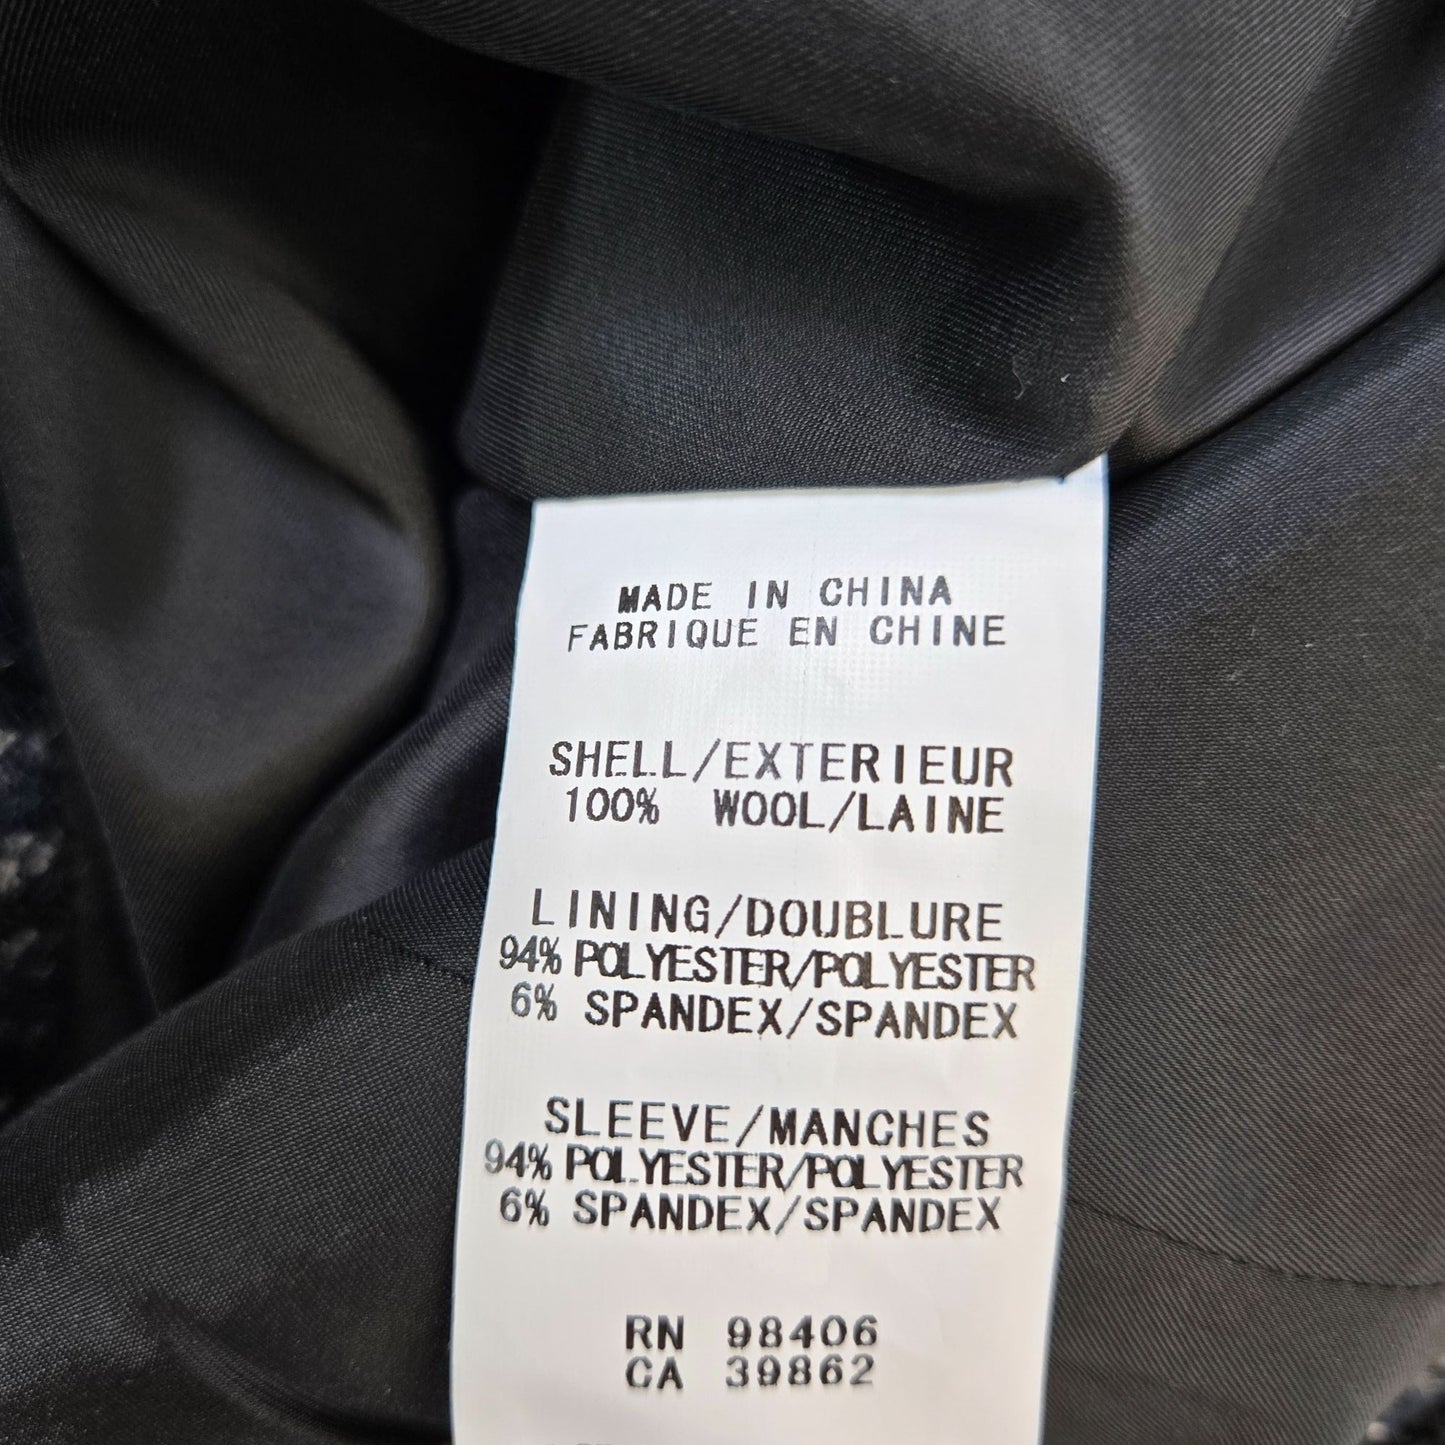 MADE IN CHINA
FABRIQUE EN CHINE
SHELL/EXTERIEUR
100% WOOL/LAINE
LINING/DOUBLURE
94% POLYESTER/POLYESTER
6% SPANDEX/SPANDEX
SLEEVE/MANCHES
94% POLYESTER/POLYESTER
6% SPANDEX/SPANDEX
RN 98406
CA 39862